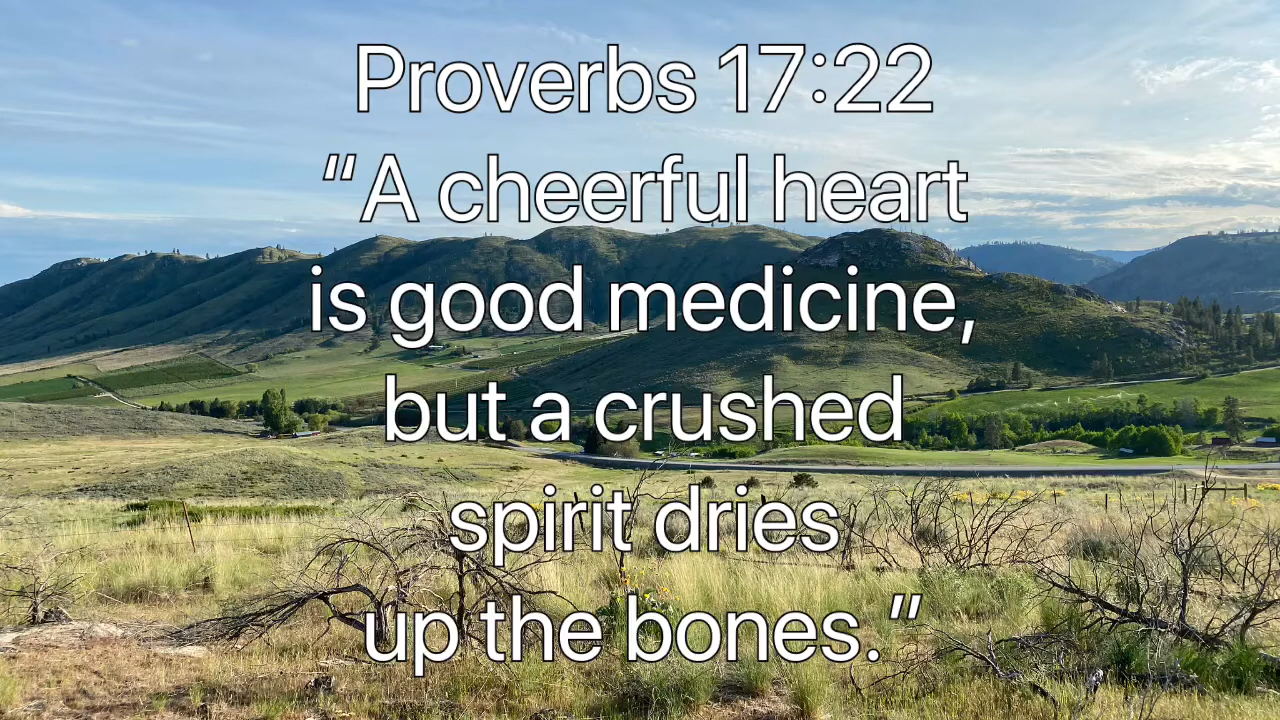 Proverbs 17:22
“A cheerful heart
is good medicine,
but a crushed
spirit dries
up the bones.”